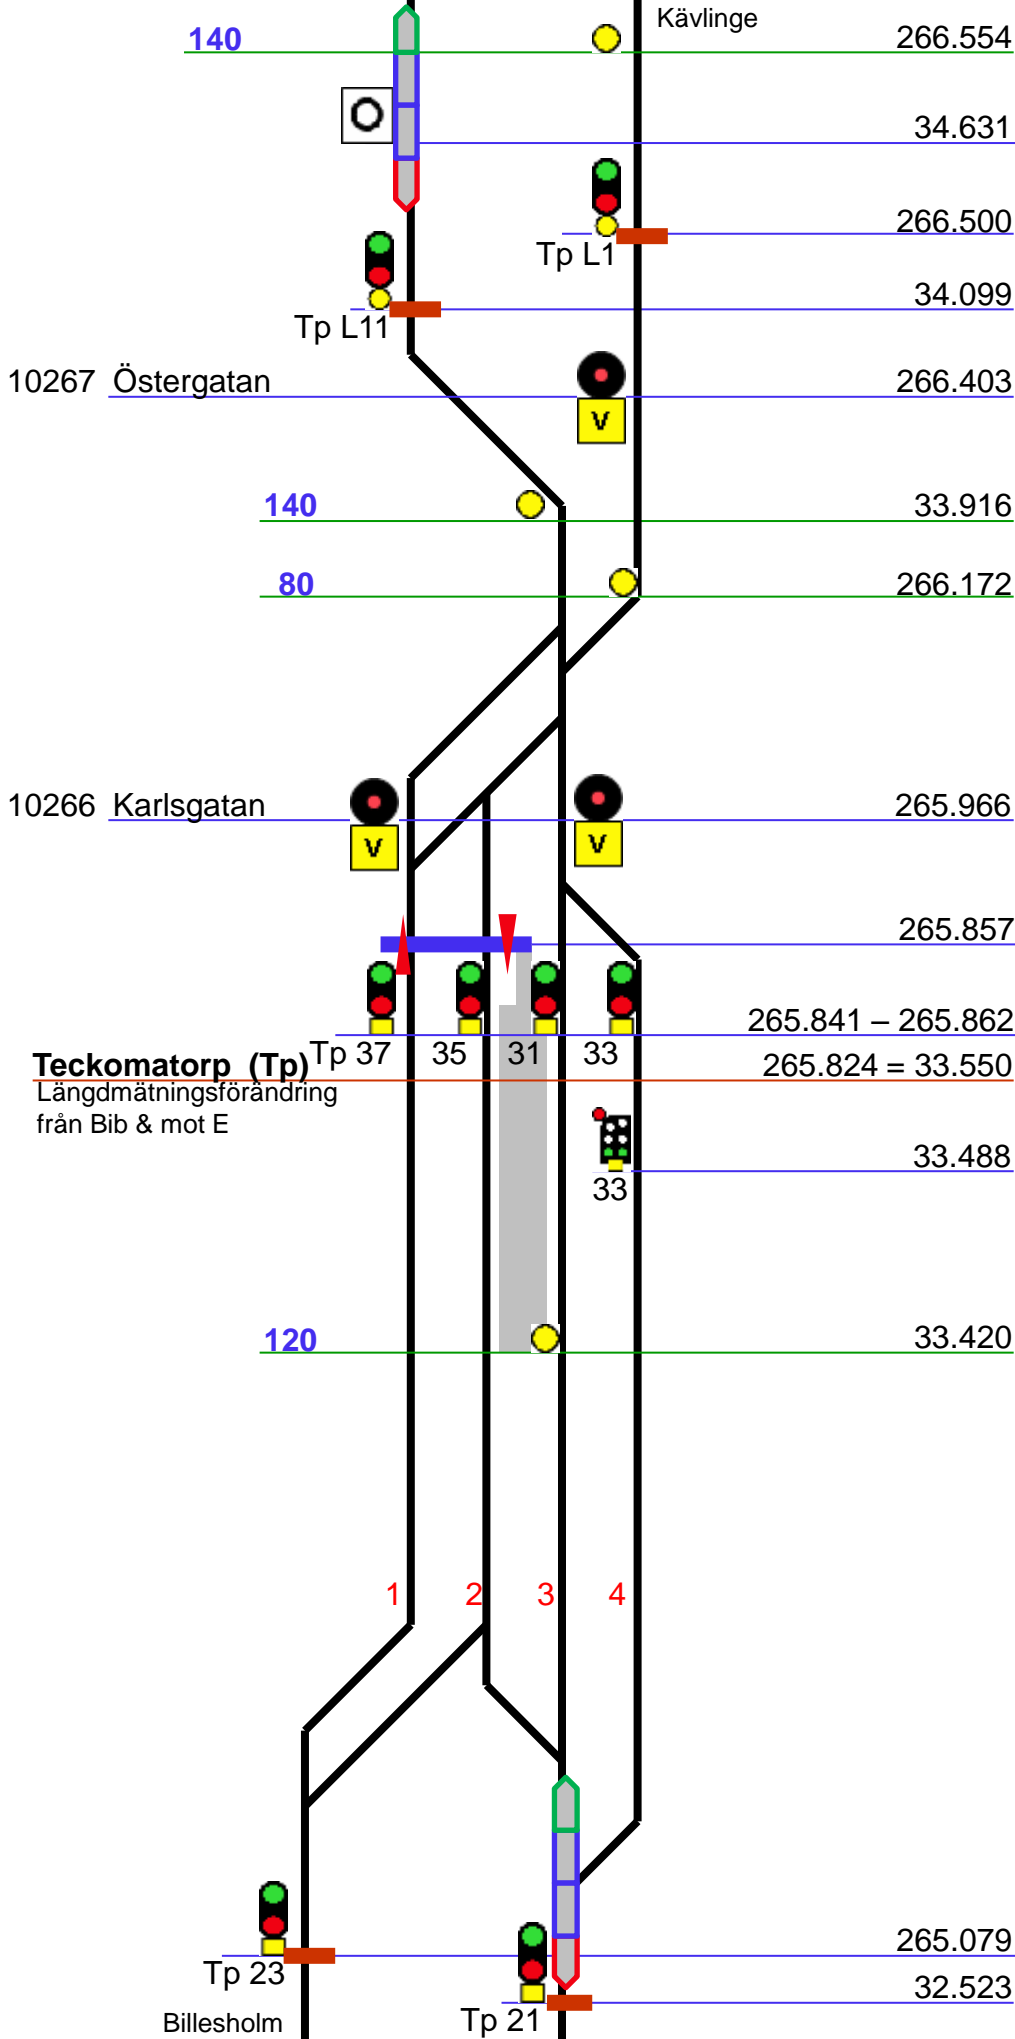 Kävlinge
140 266.554
O
34.631
266.500
Tp L1
34.099
Tp L11
10267 Östergatan 266.403
V
140 33.916
80 266.172
10266 Karlsgatan 265.966
V V
265.857
265.841 – 265.862
Tp 37 35 31 33
Teckomatorp (Tp) 265.824 = 33.550
Längdmätningsförändring
från Bib & mot E
33.488
33
120 33.420
1 2 3 4
265.079
Tp 23
32.523
Tp 21
Billesholm